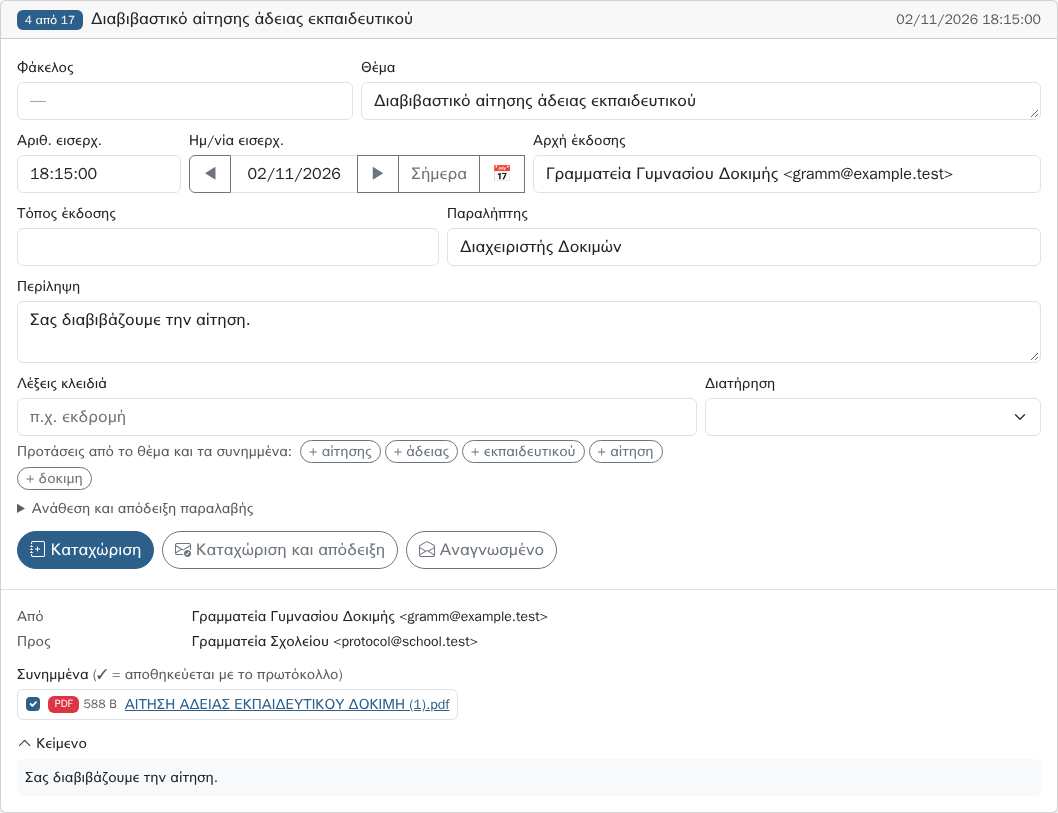 4 από 17 Διαβιβαστικό αίτησης άδειας εκπαιδευτικού 02/11/2026 18:15:00
Φάκελος Θέμα
— Διαβιβαστικό αίτησης άδειας εκπαιδευτικού
Αριθ. εισερχ. Ημ/νία εισερχ. Αρχή έκδοσης
18:15:00 ◀ 02/11/2026 ▶ Σήμερα 📅 Γραμματεία Γυμνασίου Δοκιμής <gramm@example.test>
Τόπος έκδοσης Παραλήπτης
Διαχειριστής Δοκιμών
Περίληψη
Σας διαβιβάζουμε την αίτηση.
Λέξεις κλειδιά Διατήρηση
π.χ. εκδρομή
Προτάσεις από το θέμα και τα συνημμένα: + αίτησης + άδειας + εκπαιδευτικού + αίτηση
+ δοκιμη
▶ Ανάθεση και απόδειξη παραλαβής
Καταχώριση Καταχώριση και απόδειξη Αναγνωσμένο
Από Γραμματεία Γυμνασίου Δοκιμής <gramm@example.test>
Προς Γραμματεία Σχολείου <protocol@school.test>
Συνημμένα (✓ = αποθηκεύεται με το πρωτόκολλο)
PDF 588 B ΑΙΤΗΣΗ ΑΔΕΙΑΣ ΕΚΠΑΙΔΕΥΤΙΚΟΥ ΔΟΚΙΜΗ (1).pdf
Κείμενο
Σας διαβιβάζουμε την αίτηση.